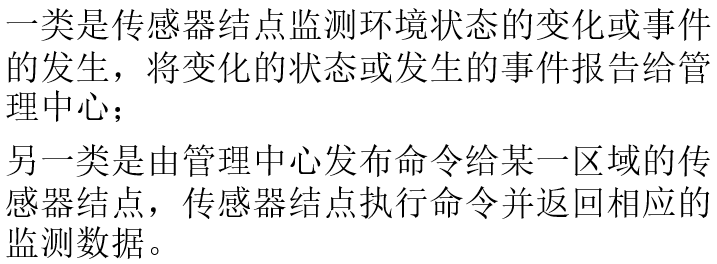 一类是传感器结点监测环境状态的变化或事件
的发生，将变化的状态或发生的事件报告给管
理中心；
另一类是由管理中心发布命令给某一区域的传
感器结点，传感器结点执行命令并返回相应的
监测数据。